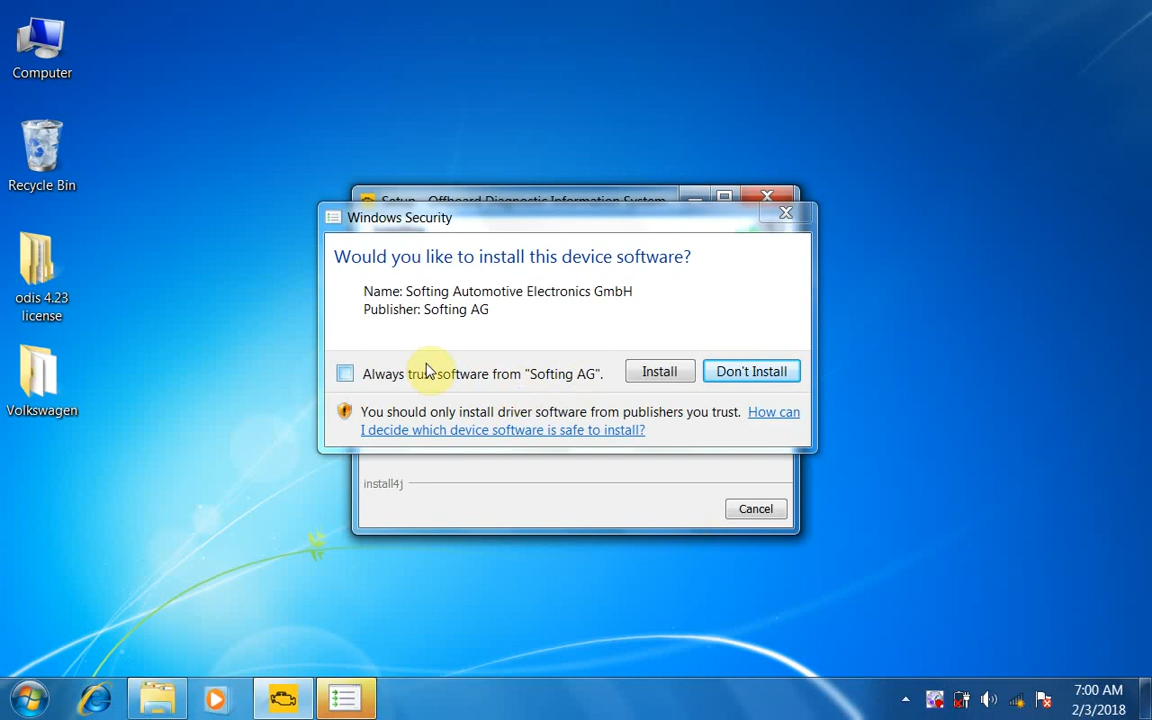 Computer
Recycle Bin
odis 4.23
license
Volkswagen
Setup - Offboard Diagnostic Information System
Windows Security
Would you like to install this device software?
Name: Softing Automotive Electronics GmbH
Publisher: Softing AG
Always trust software from "Softing AG".
Install
Don't Install
You should only install driver software from publishers you trust. How can
I decide which device software is safe to install?
install4j
Cancel
7:00 AM
2/3/2018